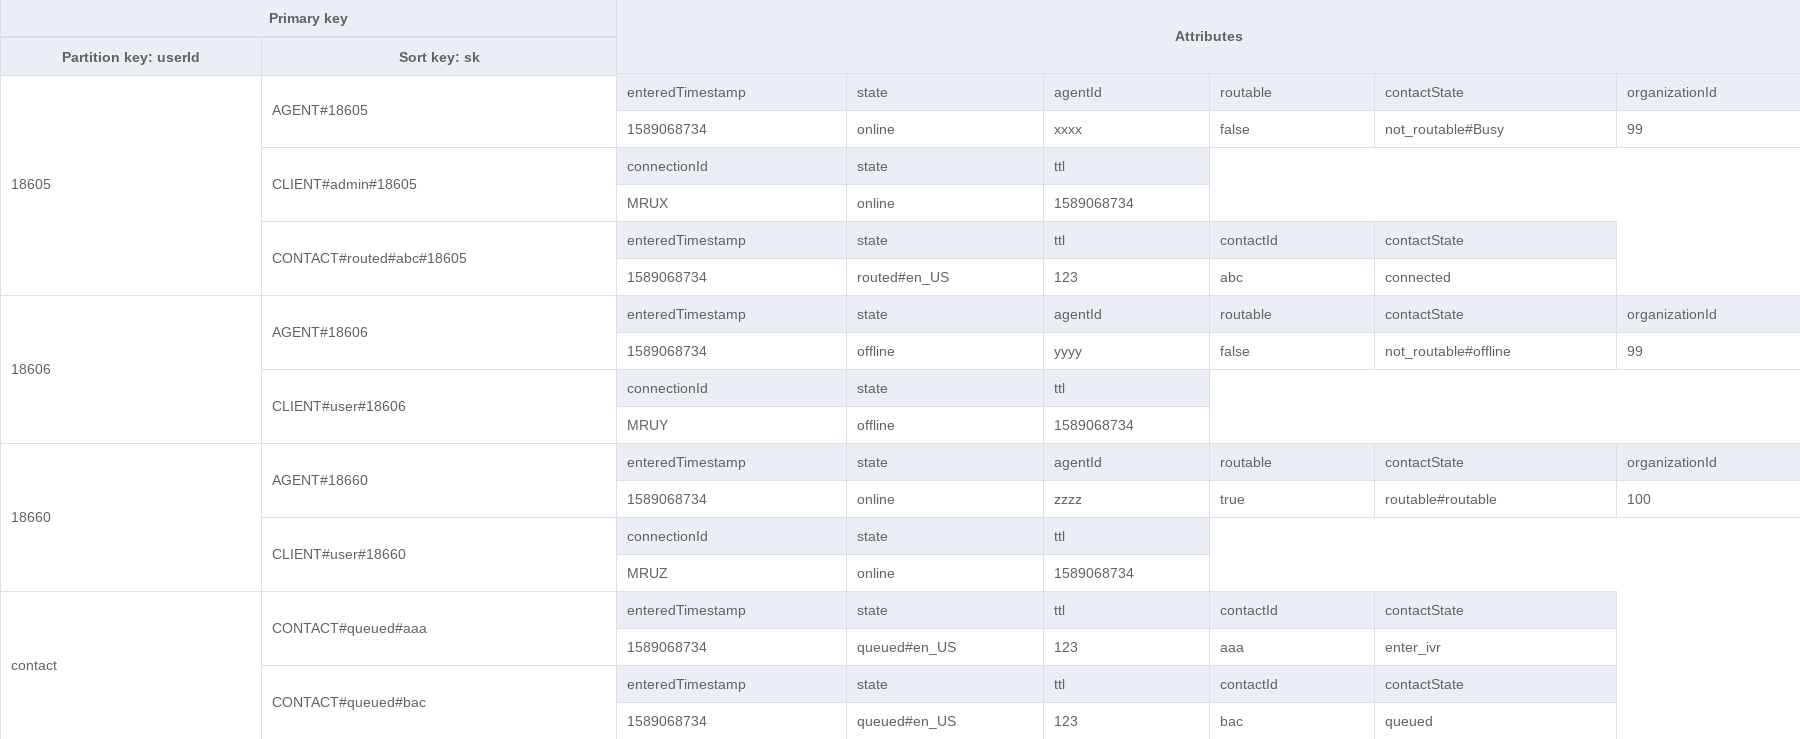 Primary key
Attributes
Partition key: userId Sort key: sk
enteredTimestamp state agentId routable contactState organizationId
AGENT#18605
1589068734 online xxxx false not_routable#Busy 99
connectionId state ttl
18605 CLIENT#admin#18605
MRUX online 1589068734
enteredTimestamp state ttl contactId contactState
CONTACT#routed#abc#18605
1589068734 routed#en_US 123 abc connected
enteredTimestamp state agentId routable contactState organizationId
AGENT#18606
1589068734 offline yyyy false not_routable#offline 99
18606
connectionId state ttl
CLIENT#user#18606
MRUY offline 1589068734
enteredTimestamp state agentId routable contactState organizationId
AGENT#18660
1589068734 online zzzz true routable#routable 100
18660
connectionId state ttl
CLIENT#user#18660
MRUZ online 1589068734
enteredTimestamp state ttl contactId contactState
CONTACT#queued#aaa
1589068734 queued#en_US 123 aaa enter_ivr
contact
enteredTimestamp state ttl contactId contactState
CONTACT#queued#bac
1589068734 queued#en_US 123 bac queued